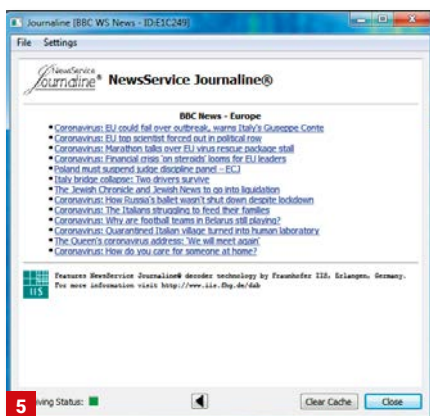 Journaline [BBC WS News - ID:E1C249]
File Settings
NewsService
Journaline® NewsService Journaline®
BBC News - Europe
Coronavirus: EU could fail over outbreak, warns Italy's Giuseppe Conte
Coronavirus: EU top scientist forced out in political row
Coronavirus: Marathon talks over EU virus rescue package stall
Coronavirus: Financial crisis 'on steroids' looms for EU leaders
Poland must suspend judge discipline panel - ECJ
Italy bridge collapse: Two drivers survive
The Jewish Chronicle and Jewish News to go into liquidation
Coronavirus: How Russia's ballet wasn't shut down despite lockdown
Coronavirus: The Italians struggling to feed their families
Coronavirus: Why are football teams in Belarus still playing?
Coronavirus: Quarantined Italian village turned into human laboratory
The Queen's coronavirus address: 'We will meet again'
Coronavirus: How do you care for someone at home?
Features NewsService Journaline® decoder technology by Fraunhofer IIS, Erlangen, Germany.
For more information visit http://www.iis.fhg.de/dab
IIS
5 iving Status: Clear Cache Close